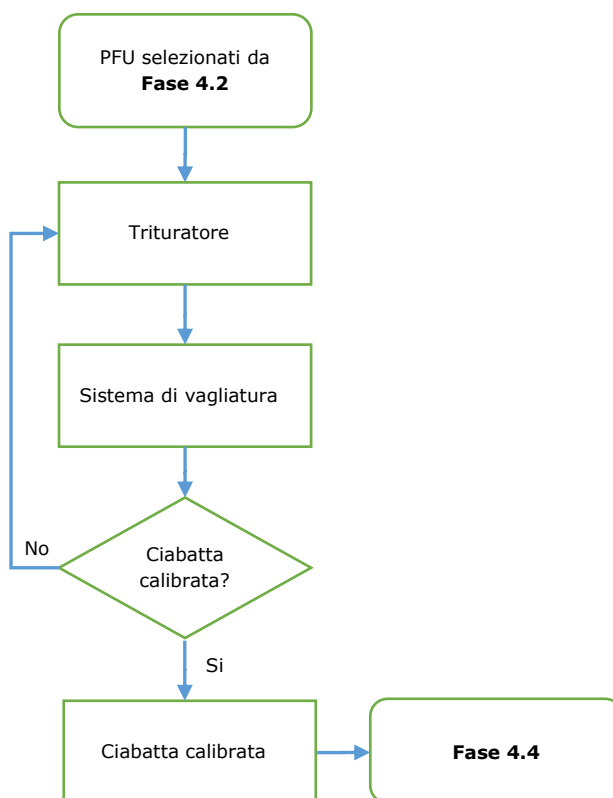 PFU selezionati da
Fase 4.2
Trituratore
Sistema di vagliatura
Ciabatta
calibrata?
No
Si
Ciabatta calibrata
Fase 4.4